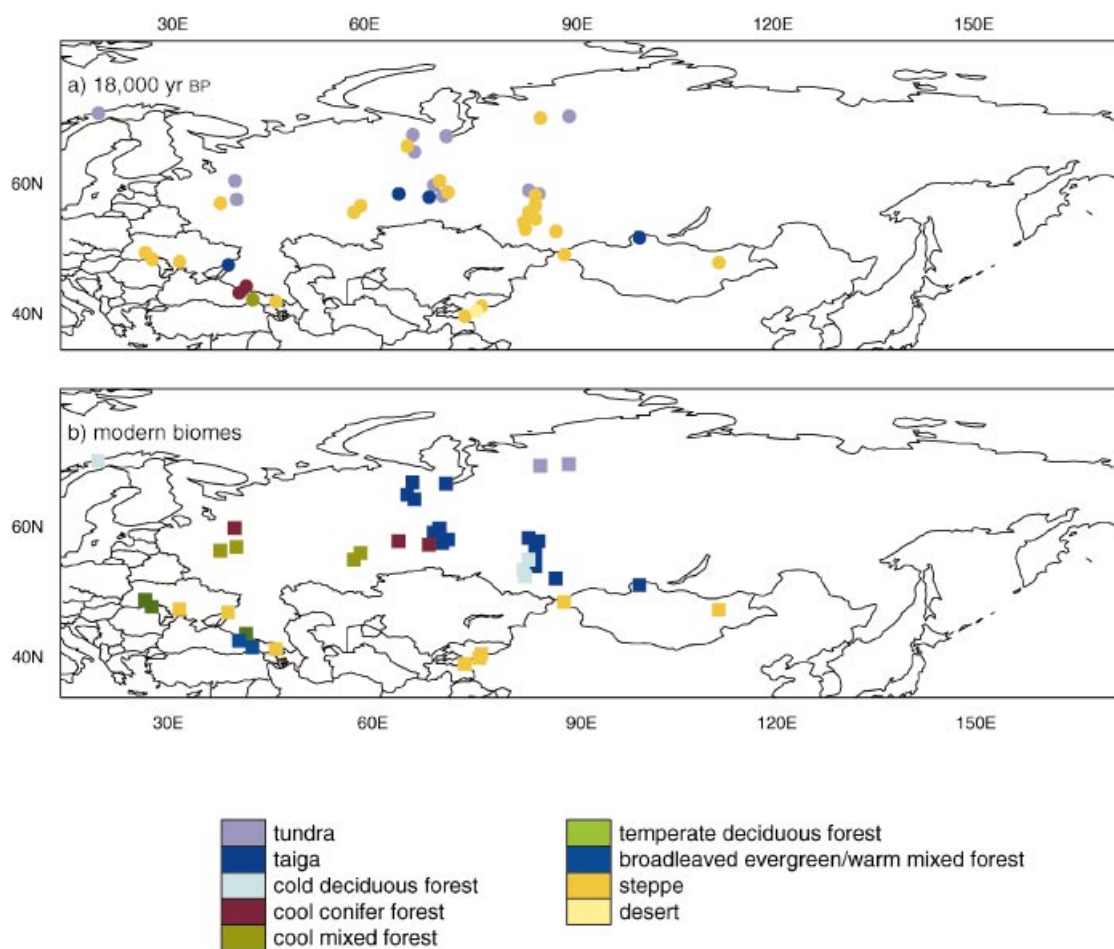 30E 60E 90E 120E 150E
a) 18,000 yr BP
60N
40N
b) modern biomes
60N
40N
30E 60E 90E 120E 150E
tundra
taiga
cold deciduous forest
cool conifer forest
cool mixed forest
temperate deciduous forest
broadleaved evergreen/warm mixed forest
steppe
desert